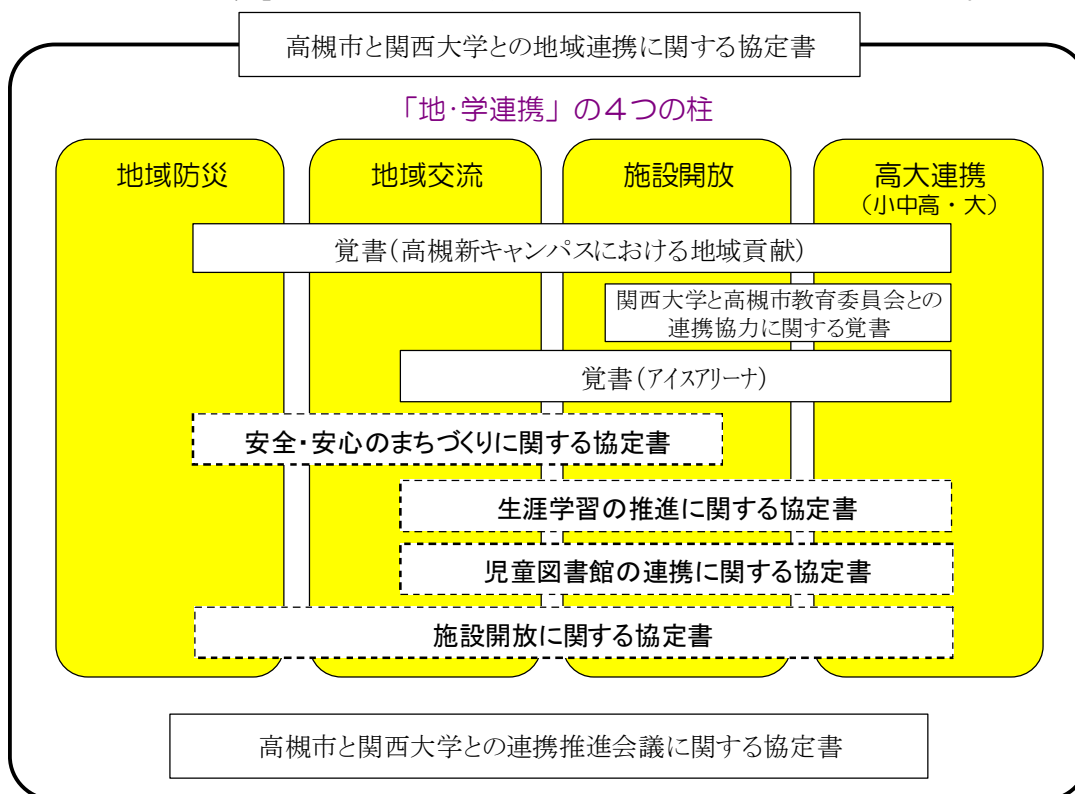 高槻市と関西大学との地域連携に関する協定書
「地・学連携」の４つの柱
地域防災
地域交流
施設開放
高大連携
（小中高・大）
覚書（高槻新キャンパスにおける地域貢献）
関西大学と高槻市教育委員会との
連携協力に関する覚書
覚書（アイスアリーナ）
安全・安心のまちづくりに関する協定書
生涯学習の推進に関する協定書
児童図書館の連携に関する協定書
施設開放に関する協定書
高槻市と関西大学との連携推進会議に関する協定書